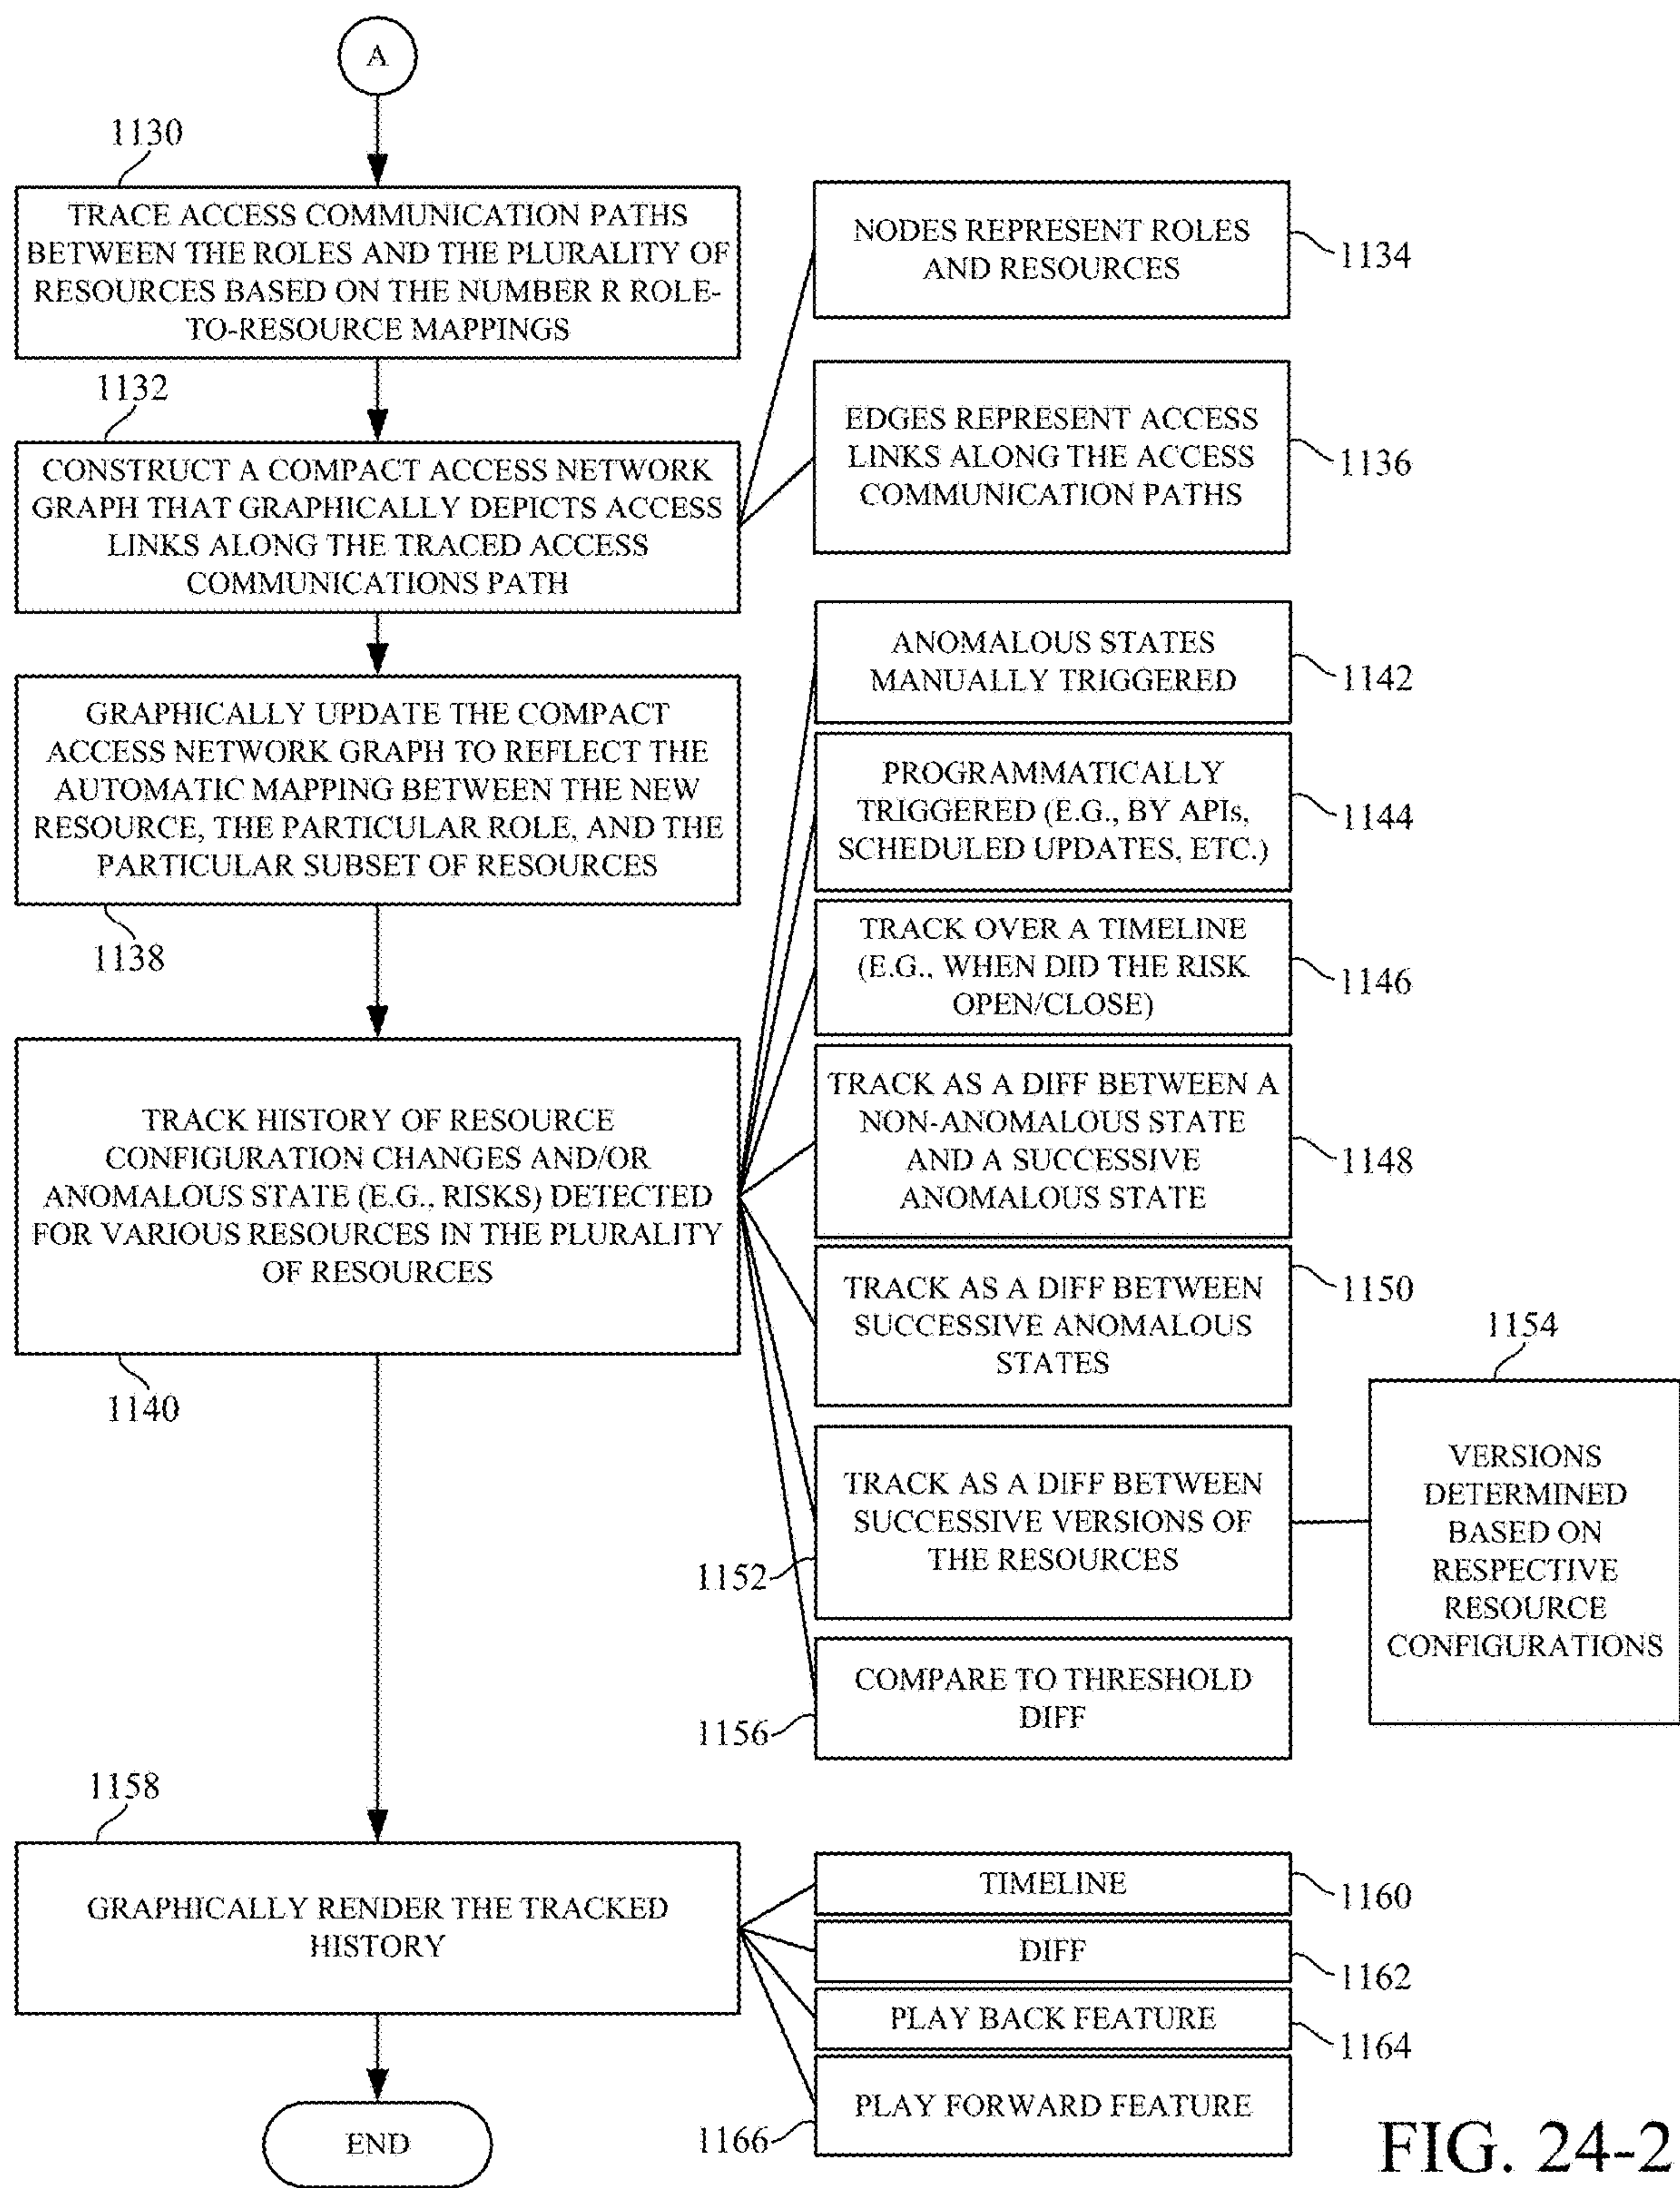 A
1130
TRACE ACCESS COMMUNICATION PATHS
BETWEEN THE ROLES AND THE PLURALITY OF
RESOURCES BASED ON THE NUMBER R ROLE-
TO-RESOURCE MAPPINGS
NODES REPRESENT ROLES
AND RESOURCES
1134
1132
CONSTRUCT A COMPACT ACCESS NETWORK
GRAPH THAT GRAPHICALLY DEPICTS ACCESS
LINKS ALONG THE TRACED ACCESS
COMMUNICATIONS PATH
EDGES REPRESENT ACCESS
LINKS ALONG THE ACCESS
COMMUNICATION PATHS
1136
GRAPHICALLY UPDATE THE COMPACT
ACCESS NETWORK GRAPH TO REFLECT THE
AUTOMATIC MAPPING BETWEEN THE NEW
RESOURCE, THE PARTICULAR ROLE, AND THE
PARTICULAR SUBSET OF RESOURCES
1138
TRACK HISTORY OF RESOURCE
CONFIGURATION CHANGES AND/OR
ANOMALOUS STATE (E.G., RISKS) DETECTED
FOR VARIOUS RESOURCES IN THE PLURALITY
OF RESOURCES
1140
ANOMALOUS STATES
MANUALLY TRIGGERED
1142
PROGRAMMATICALLY
TRIGGERED (E.G., BY APIs,
SCHEDULED UPDATES, ETC.)
1144
TRACK OVER A TIMELINE
(E.G., WHEN DID THE RISK
OPEN/CLOSE)
1146
TRACK AS A DIFF BETWEEN A
NON-ANOMALOUS STATE
AND A SUCCESSIVE
ANOMALOUS STATE
1148
TRACK AS A DIFF BETWEEN
SUCCESSIVE ANOMALOUS
STATES
1150
TRACK AS A DIFF BETWEEN
SUCCESSIVE VERSIONS OF
THE RESOURCES
1152
1154
VERSIONS
DETERMINED
BASED ON
RESPECTIVE
RESOURCE
CONFIGURATIONS
COMPARE TO THRESHOLD
DIFF
1156
1158
GRAPHICALLY RENDER THE TRACKED
HISTORY
TIMELINE
1160
DIFF
1162
PLAY BACK FEATURE
1164
PLAY FORWARD FEATURE
1166
END
FIG. 24-2